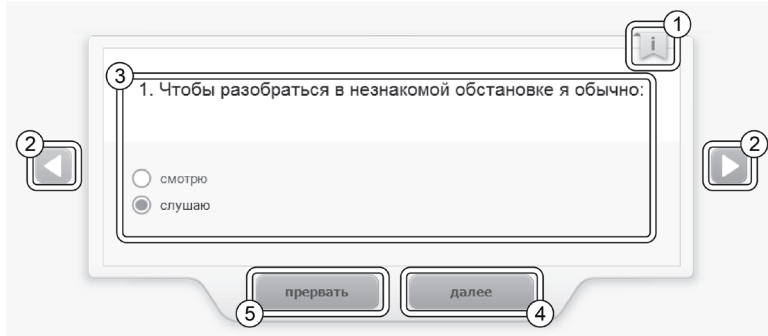 1
i
3
1. Чтобы разобраться в незнакомой обстановке я обычно:
2
2
смотрю
слушаю
прервать
далее
5
4